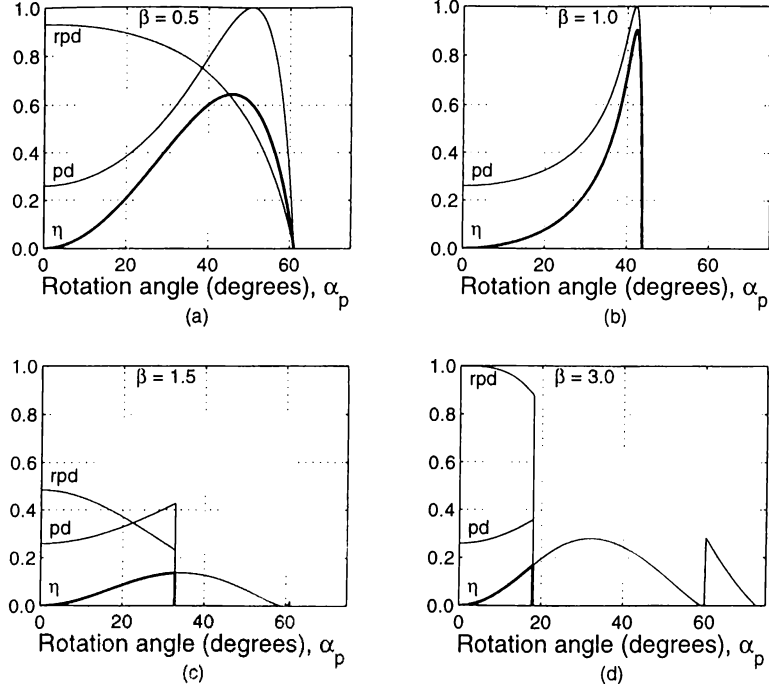 β = 0.5
1.0
rpd
0.8
0.6
0.4
pd
0.2
η
0.0
0 20 40 60
Rotation angle (degrees), αp
(a)
β = 1.0
1.0
0.8
0.6
0.4
pd
0.2
η
0.0
0 20 40 60
Rotation angle (degrees), αp
(b)
1.0
β = 1.5
0.8
0.6
rpd
0.4
pd
0.2
η
0.0
0 20 40 60
Rotation angle (degrees), αp
(c)
1.0
rpd
β = 3.0
0.8
0.6
0.4
pd
0.2
η
0.0
0 20 40 60
Rotation angle (degrees), αp
(d)